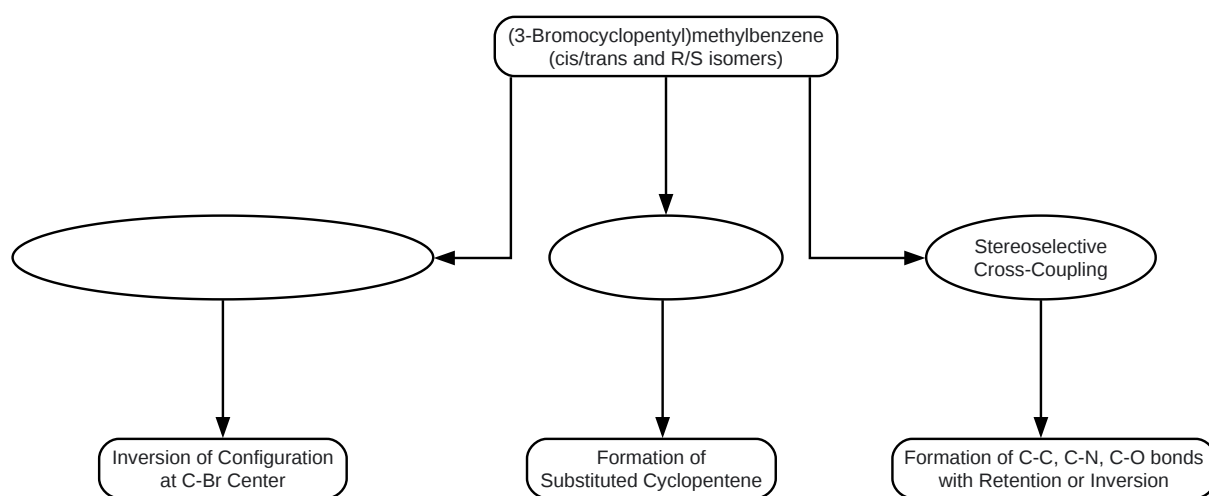 (3-Bromocyclopentyl)methylbenzene
(cis/trans and R/S isomers)
Stereoselective
Cross-Coupling
Inversion of Configuration
at C-Br Center
Formation of
Substituted Cyclopentene
Formation of C-C, C-N, C-O bonds
with Retention or Inversion